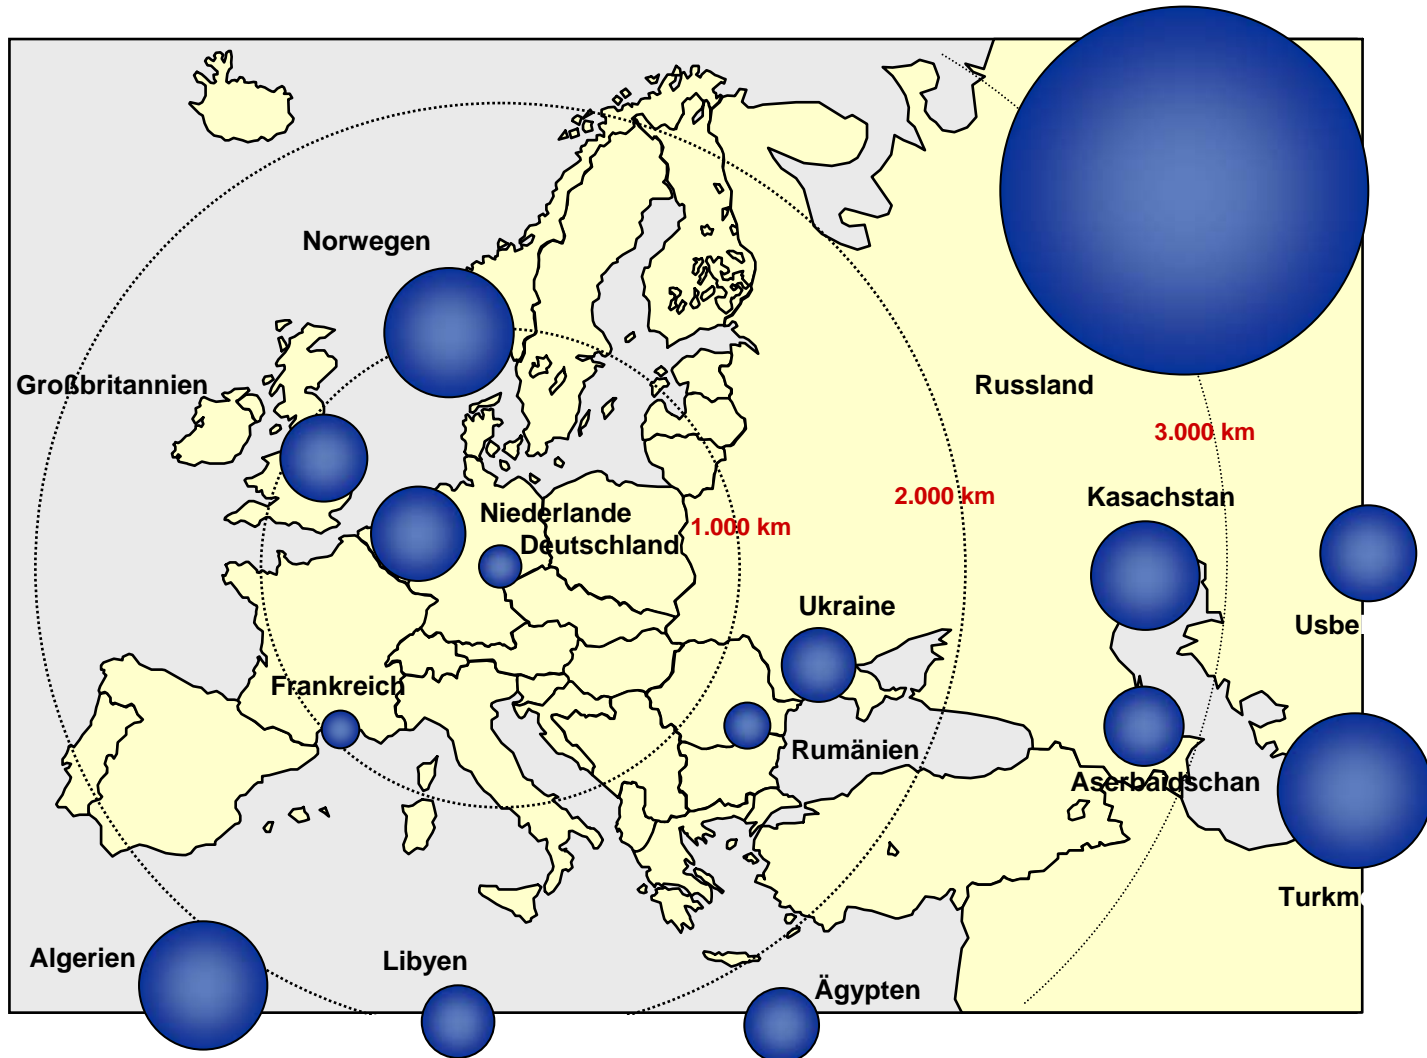 Norwegen
Großbritannien
Russland
3.000 km
2.000 km
Kasachstan
Niederlande
1.000 km
Deutschland
Ukraine
Usbe
Frankreich
Rumänien
Aserbaidschan
Turkm
Algerien
Libyen
Ägypten